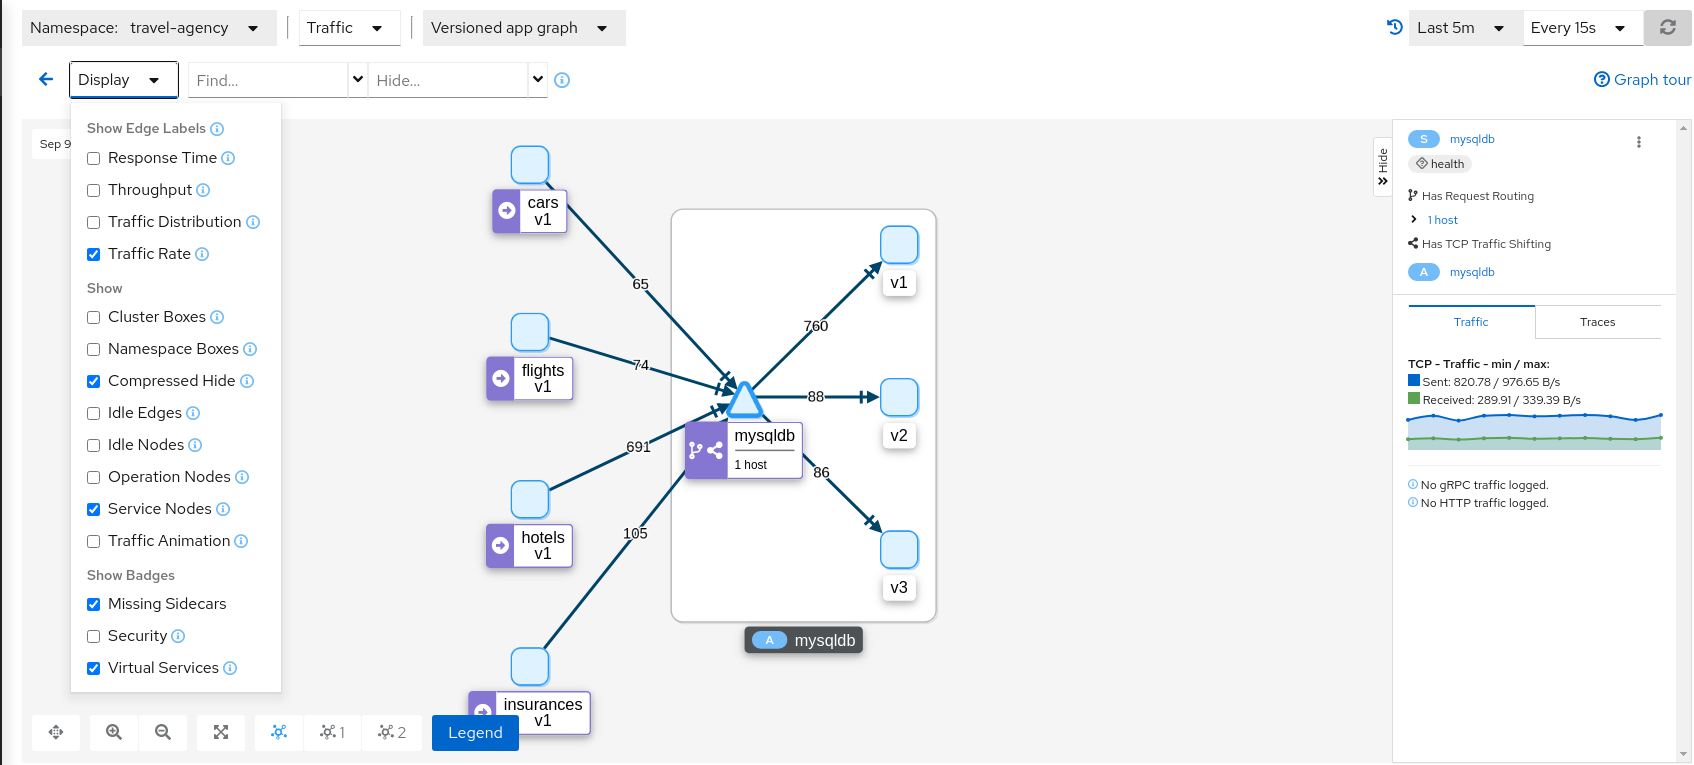 Namespace: travel-agency
Traffic
Versioned app graph
Last 5m
Every 15s
Display
Find...
Hide...
Graph tour
Show Edge Labels
Response Time
Throughput
Traffic Distribution
Traffic Rate
Show
Cluster Boxes
Namespace Boxes
Compressed Hide
Idle Edges
Idle Nodes
Operation Nodes
Service Nodes
Traffic Animation
Show Badges
Missing Sidecars
Security
Virtual Services
Sep 9
cars
v1
65
flights
v1
74
hotels
v1
691
insurances
v1
105
mysqldb
1 host
760
v1
88
v2
86
v3
A mysqldb
1
2
Legend
Hide
S mysqldb
health
Has Request Routing
1 host
Has TCP Traffic Shifting
A mysqldb
Traffic
Traces
TCP - Traffic - min / max:
Sent: 820.78 / 976.65 B/s
Received: 289.91 / 339.39 B/s
No gRPC traffic logged.
No HTTP traffic logged.